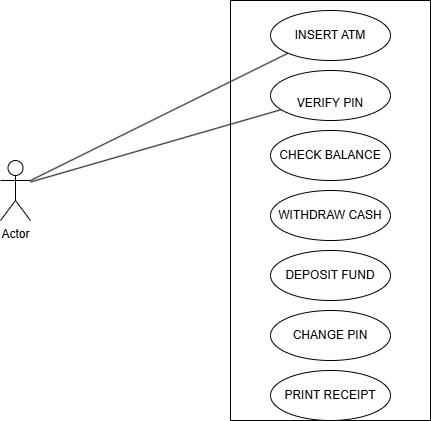 INSERT ATM
VERIFY PIN
CHECK BALANCE
WITHDRAW CASH
Actor
DEPOSIT FUND
CHANGE PIN
PRINT RECEIPT